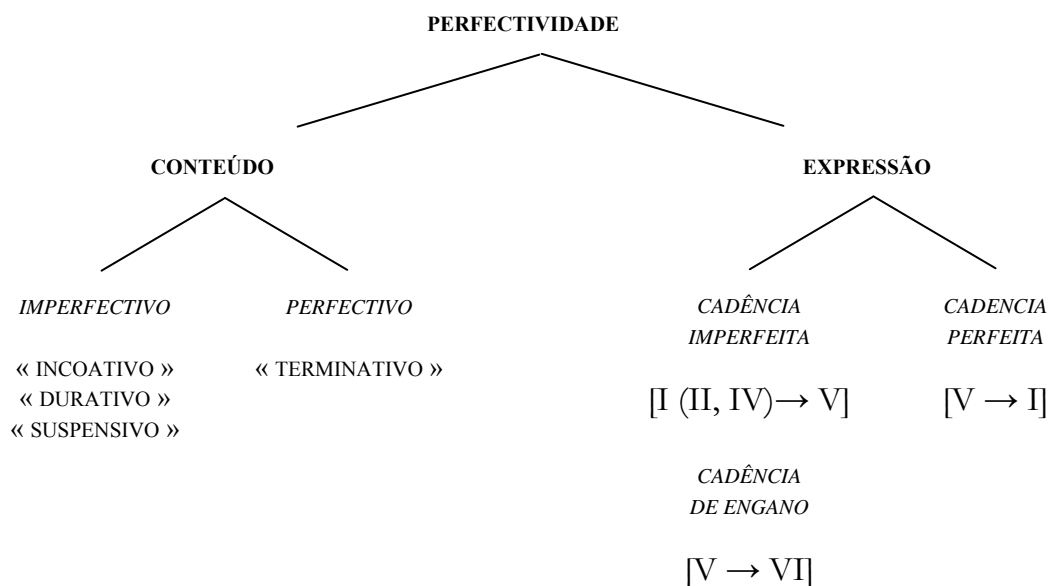 PERFECTIVIDADE
CONTEÚDO
EXPRESSÃO
IMPERFECTIVO
« INCOATIVO »
« DURATIVO »
« SUSPENSIVO »
PERFECTIVO
« TERMINATIVO »
CADÊNCIA
IMPERFEITA
[I (II, IV)→ V]
CADÊNCIA
DE ENGANO
[V → VI]
CADENCIA
PERFEITA
[V → I]